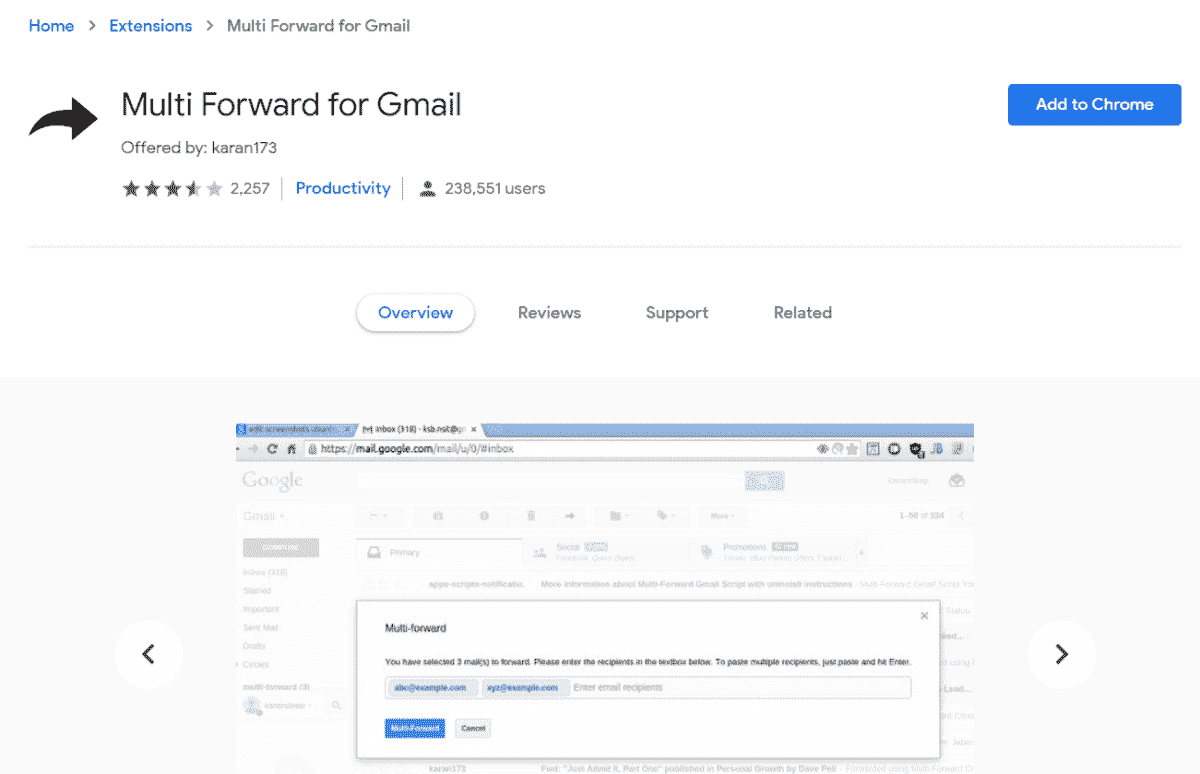 Home > Extensions > Multi Forward for Gmail
Multi Forward for Gmail
Add to Chrome
Offered by: karan173
2,257 Productivity 238,551 users
Overview Reviews Support Related
Inbox (318) - ksb.nsit@
https://mail.google.com/mail/u/0/#inbox
Google karandeep
Gmail More 1-50 of 334
COMPOSE Primary Social Promotions
Inbox (318)
apps-scripts-notificatio. More information about Multi-Forward Gmail Script with uninstall instructions
Starred
Important
Sent Mail
Drafts
Circles
multi-forward (3)
karandeep
Multi-forward
You have selected 3 mail(s) to forward. Please enter the recipients in the textbox below. To paste multiple recipients, just paste and hit Enter.
abc@example.com xyz@example.com Enter email recipients
Multi-Forward Cancel
karan173 Fwd: "Just Admit It, Part One" published in Personal Growth by Dave Pell - Forwarded using Multi Forward